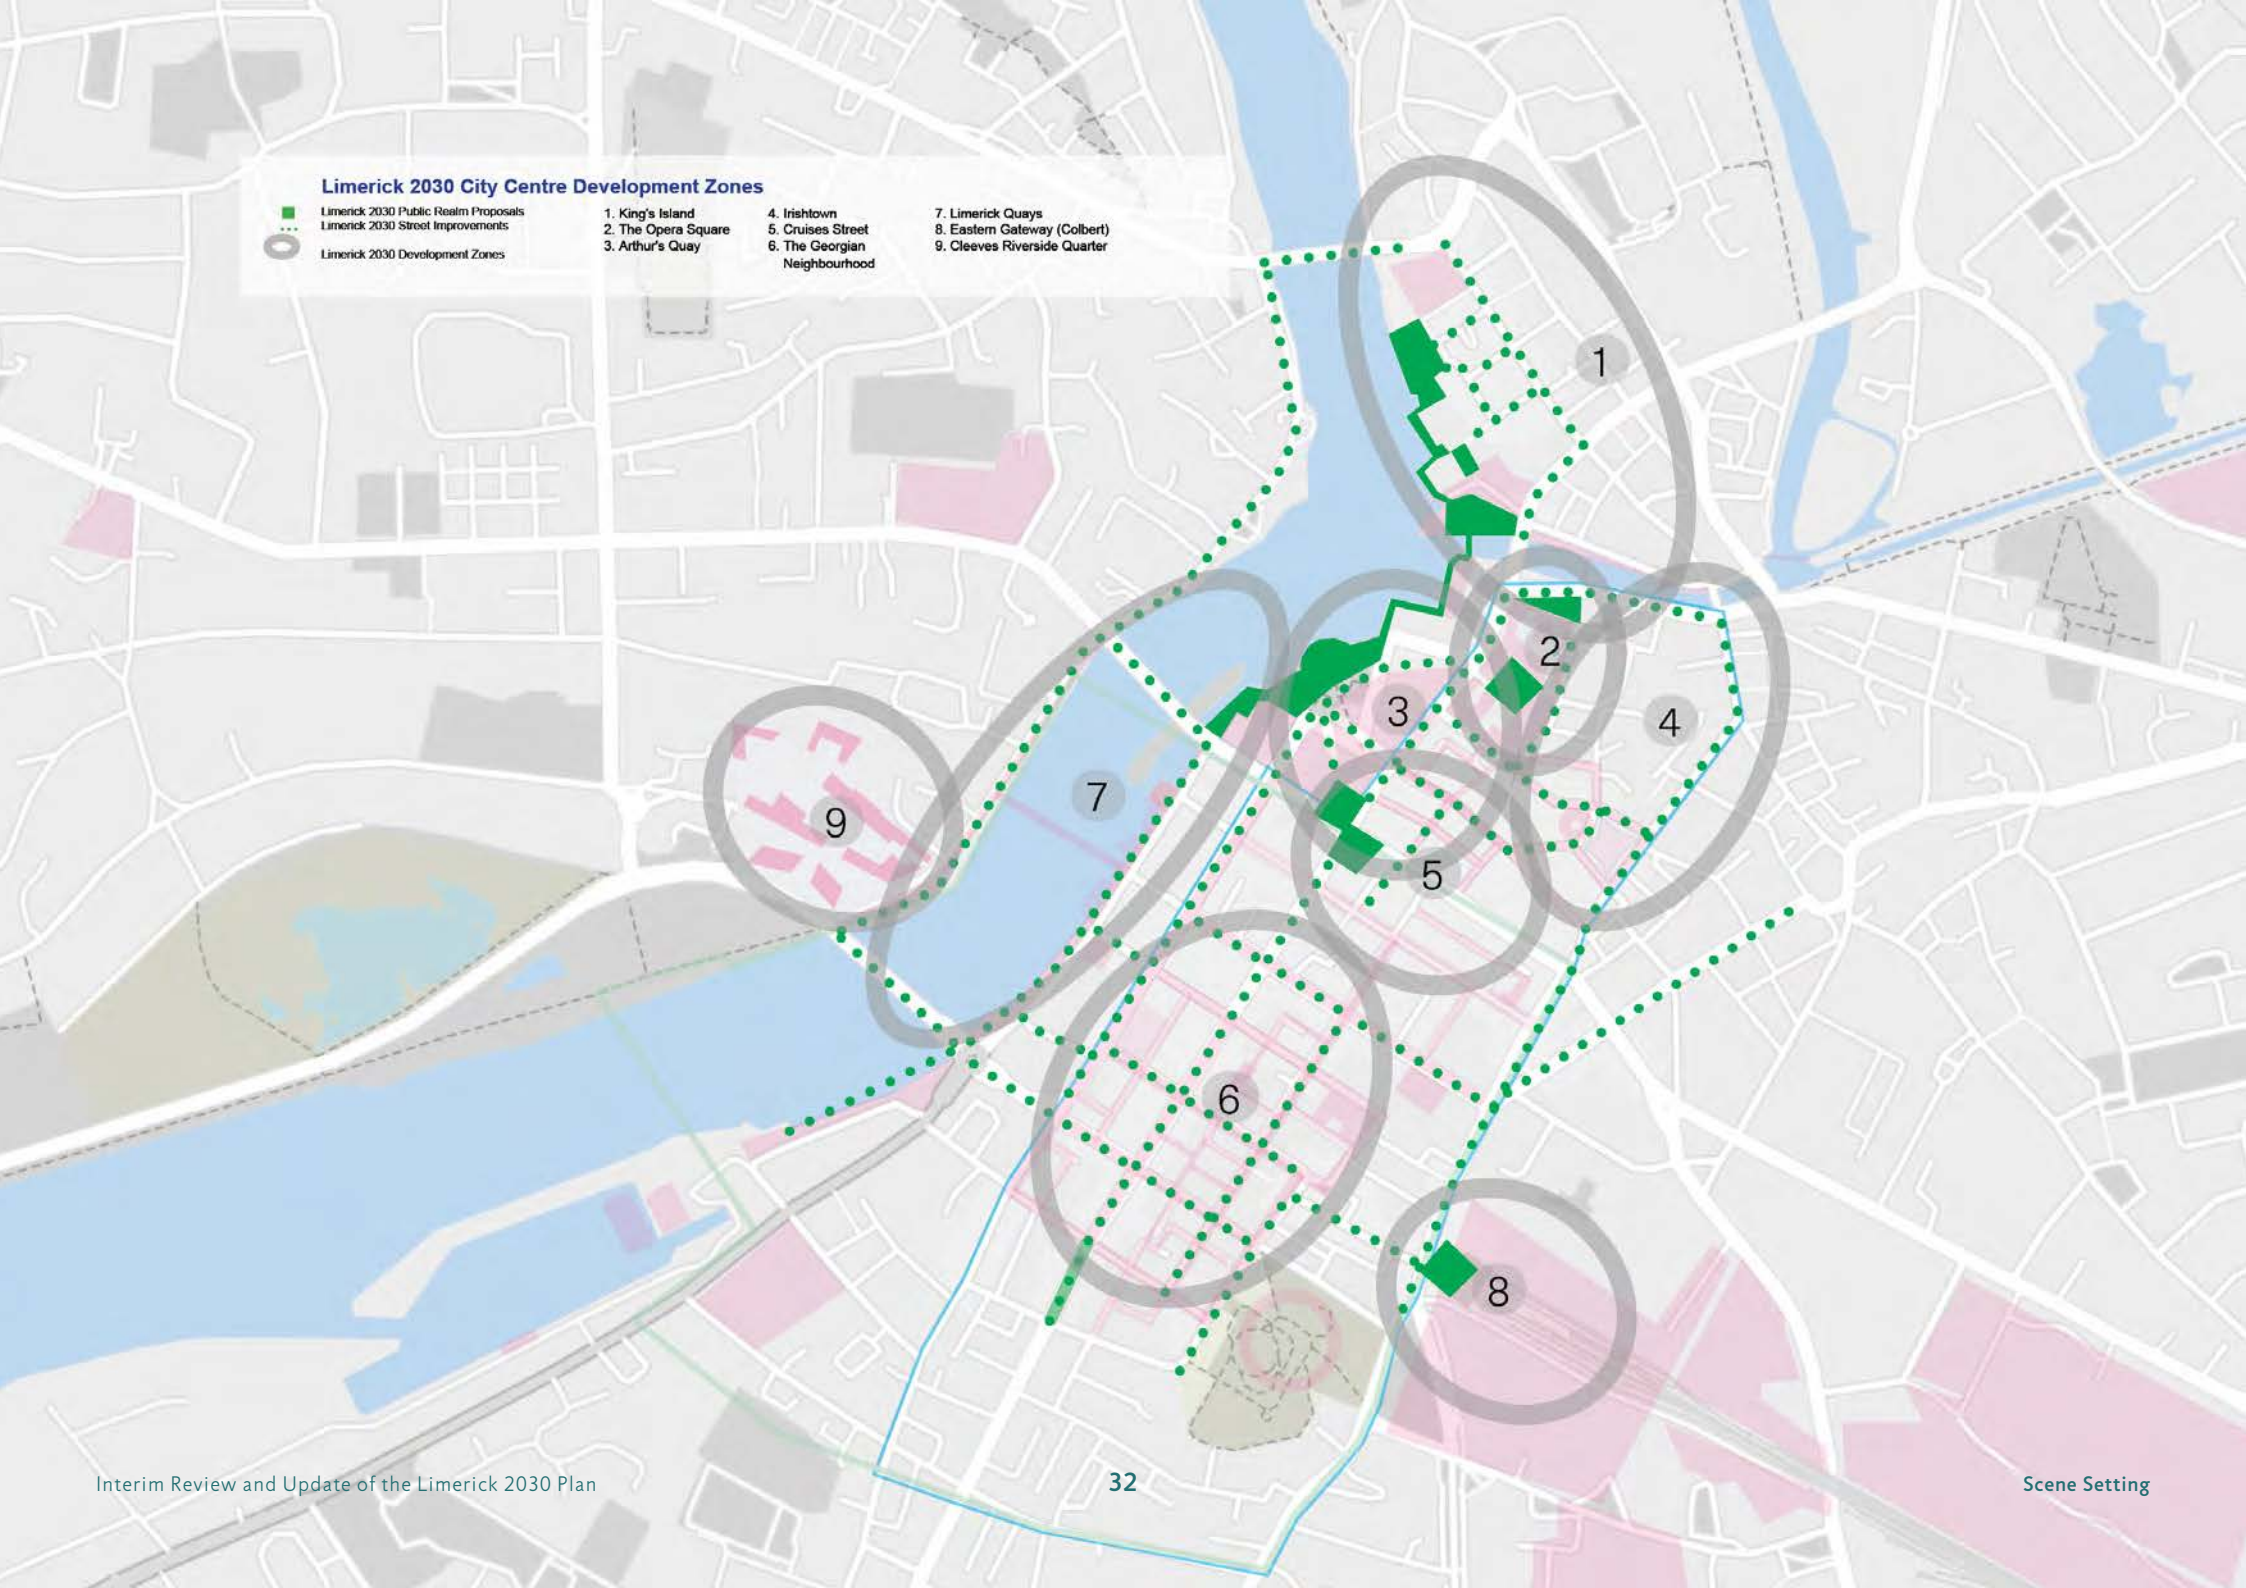 Limerick 2030 City Centre Development Zones
Limerick 2030 Public Realm Proposals
Limerick 2030 Street Improvements
Limerick 2030 Development Zones
1. King's Island
2. The Opera Square
3. Arthur's Quay
4. Irishtown
5. Cruises Street
6. The Georgian
Neighbourhood
7. Limerick Quays
8. Eastern Gateway (Colbert)
9. Cleeves Riverside Quarter
1
2
3
4
7
9
5
6
8
Interim Review and Update of the Limerick 2030 Plan
32
Scene Setting